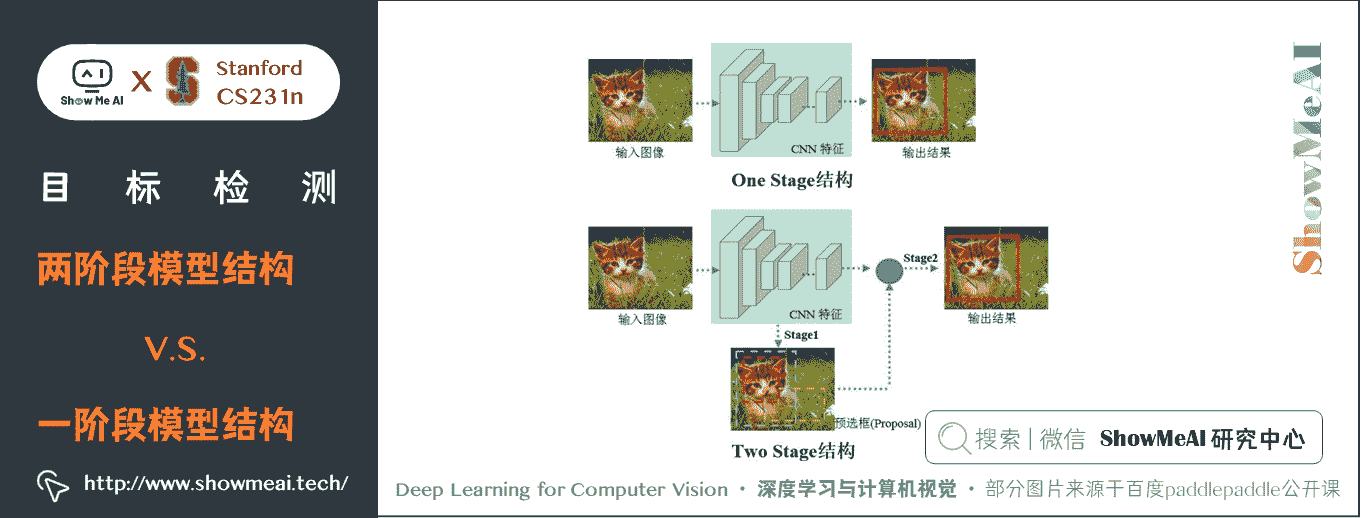 Show Me AI
X
Stanford
CS231n
目标检测
两阶段模型结构
V.S.
一阶段模型结构
http://www.showmeai.tech/
输入图像
CNN 特征
输出结果
One Stage结构
输入图像
CNN 特征
Stage1
Stage2
输出结果
预选框(Proposal)
Two Stage结构
ShowMeAI
搜索 | 微信 ShowMeAI 研究中心
Deep Learning for Computer Vision · 深度学习与计算机视觉 · 部分图片来源于百度paddlepaddle公开课